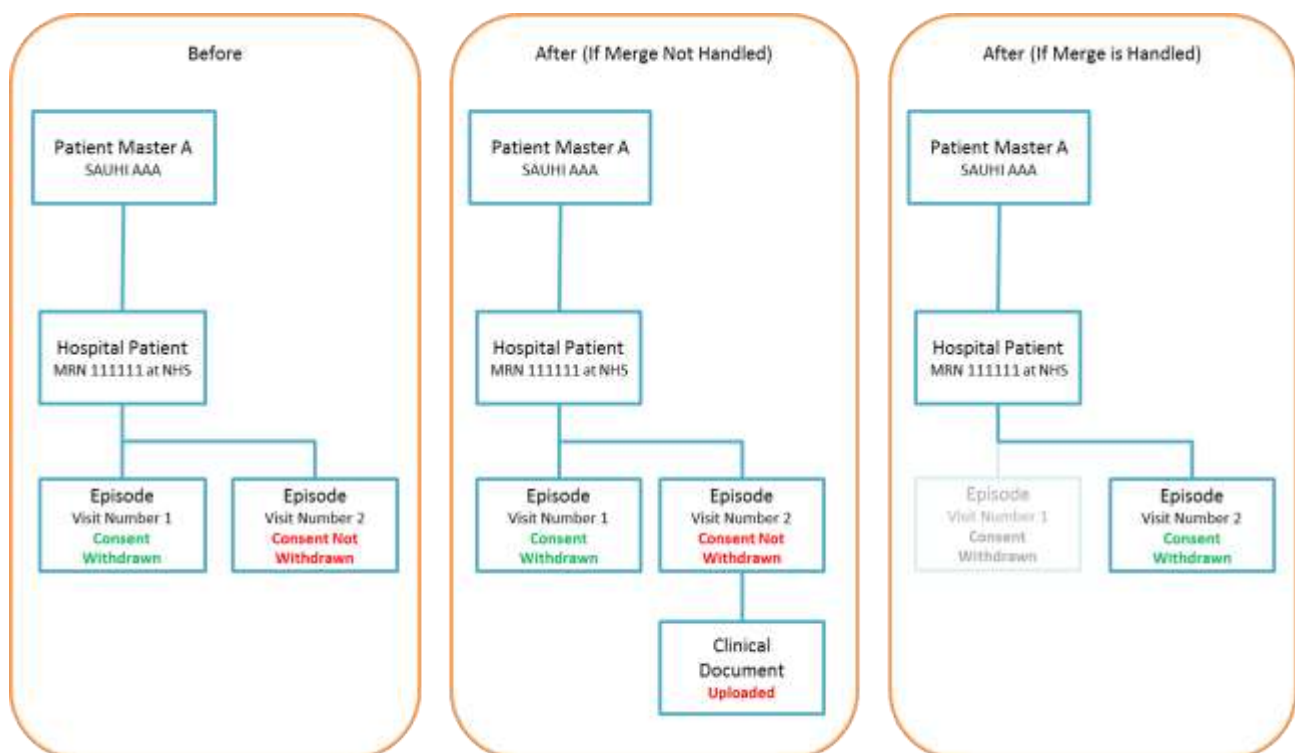 Before
Patient Master A
SAUHI AAA
Hospital Patient
MRN 111111 at NHS
Episode
Visit Number 1
Consent
Withdrawn
Episode
Visit Number 2
Consent Not
Withdrawn
After (If Merge Not Handled)
Patient Master A
SAUHI AAA
Hospital Patient
MRN 111111 at NHS
Episode
Visit Number 1
Consent
Withdrawn
Episode
Visit Number 2
Consent Not
Withdrawn
Clinical
Document
Uploaded
After (If Merge is Handled)
Patient Master A
SAUHI AAA
Hospital Patient
MRN 111111 at NHS
Episode
Visit Number 1
Consent
Withdrawn
Episode
Visit Number 2
Consent
Withdrawn